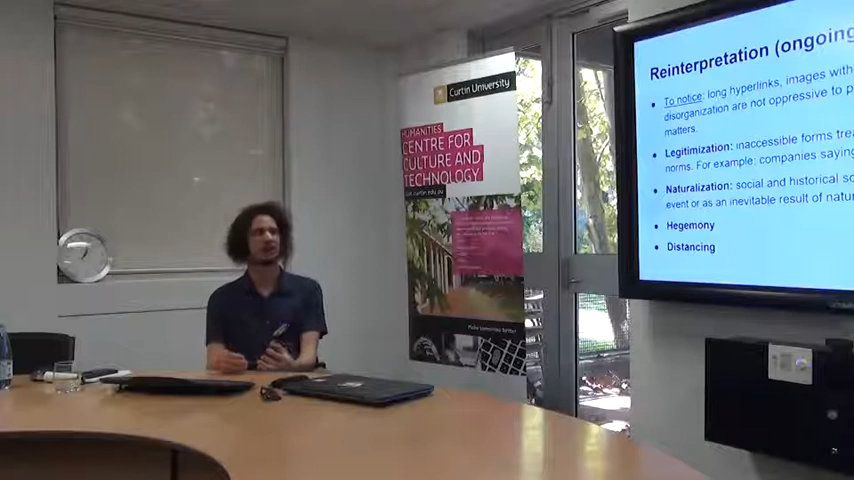 Curtin University
HUMANITIES
CENTRE FOR
CULTURE AND
TECHNOLOGY
Make tomorrow better
Reinterpretation (ongoing
• To notice: long hyperlinks, images with
disorganization) are not oppressive to p
matters.
• Legitimization: inaccessible forms trea
norms. For example: companies saying
• Naturalization: social and historical
event or as an inevitable result of natur
• Hegemony
• Distancing